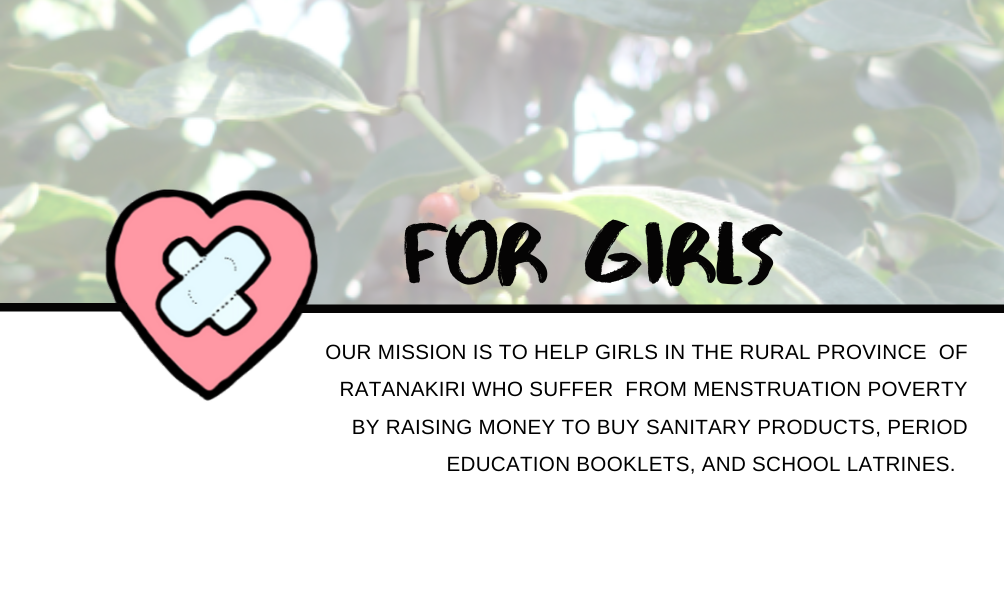 FOR GIRLS
OUR MISSION IS TO HELP GIRLS IN THE RURAL PROVINCE OF
RATANAKIRI WHO SUFFER FROM MENSTRUATION POVERTY
BY RAISING MONEY TO BUY SANITARY PRODUCTS, PERIOD
EDUCATION BOOKLETS, AND SCHOOL LATRINES.